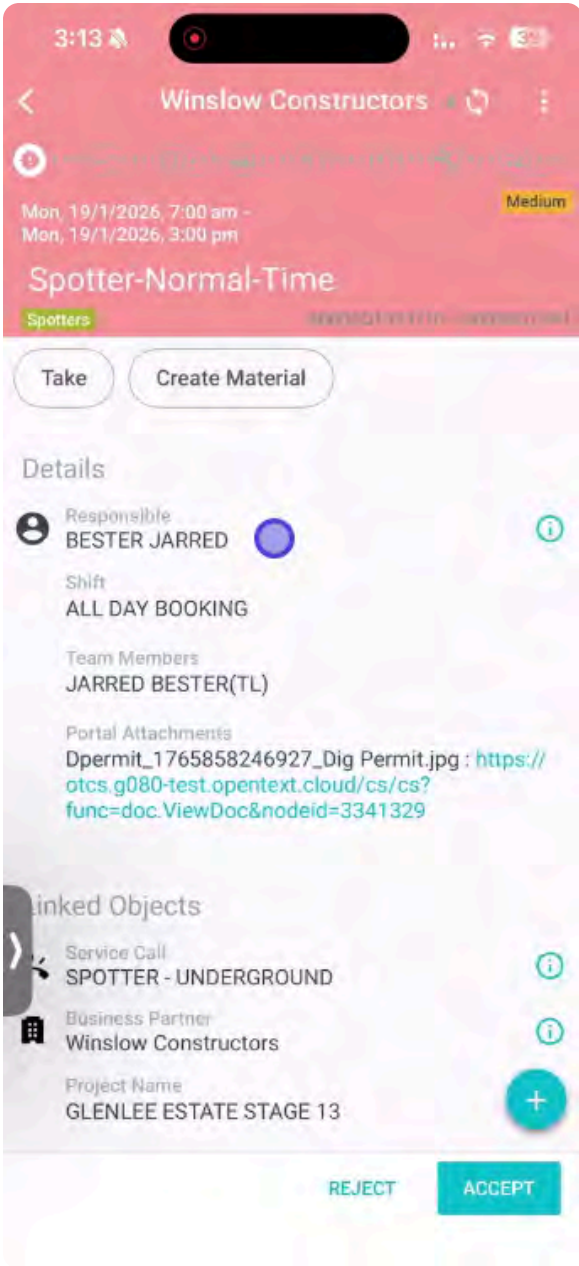 3:13
Winslow Constructors
Mon, 19/1/2026, 7:00 am -
Mon, 19/1/2026, 3:00 pm
Medium
Spotter-Normal-Time
Spotters
Take
Create Material
Details
Responsible
BESTER JARRED
Shift
ALL DAY BOOKING
Team Members
JARRED BESTER(TL)
Portal Attachments
Dpermit_1765858246927_Dig Permit.jpg : https://
otcs.g080-test.opentext.cloud/cs/cs?
func=doc.ViewDoc&nodeid=3341329
inked Objects
Service Call
SPOTTER - UNDERGROUND
Business Partner
Winslow Constructors
Project Name
GLENLEE ESTATE STAGE 13
REJECT
ACCEPT